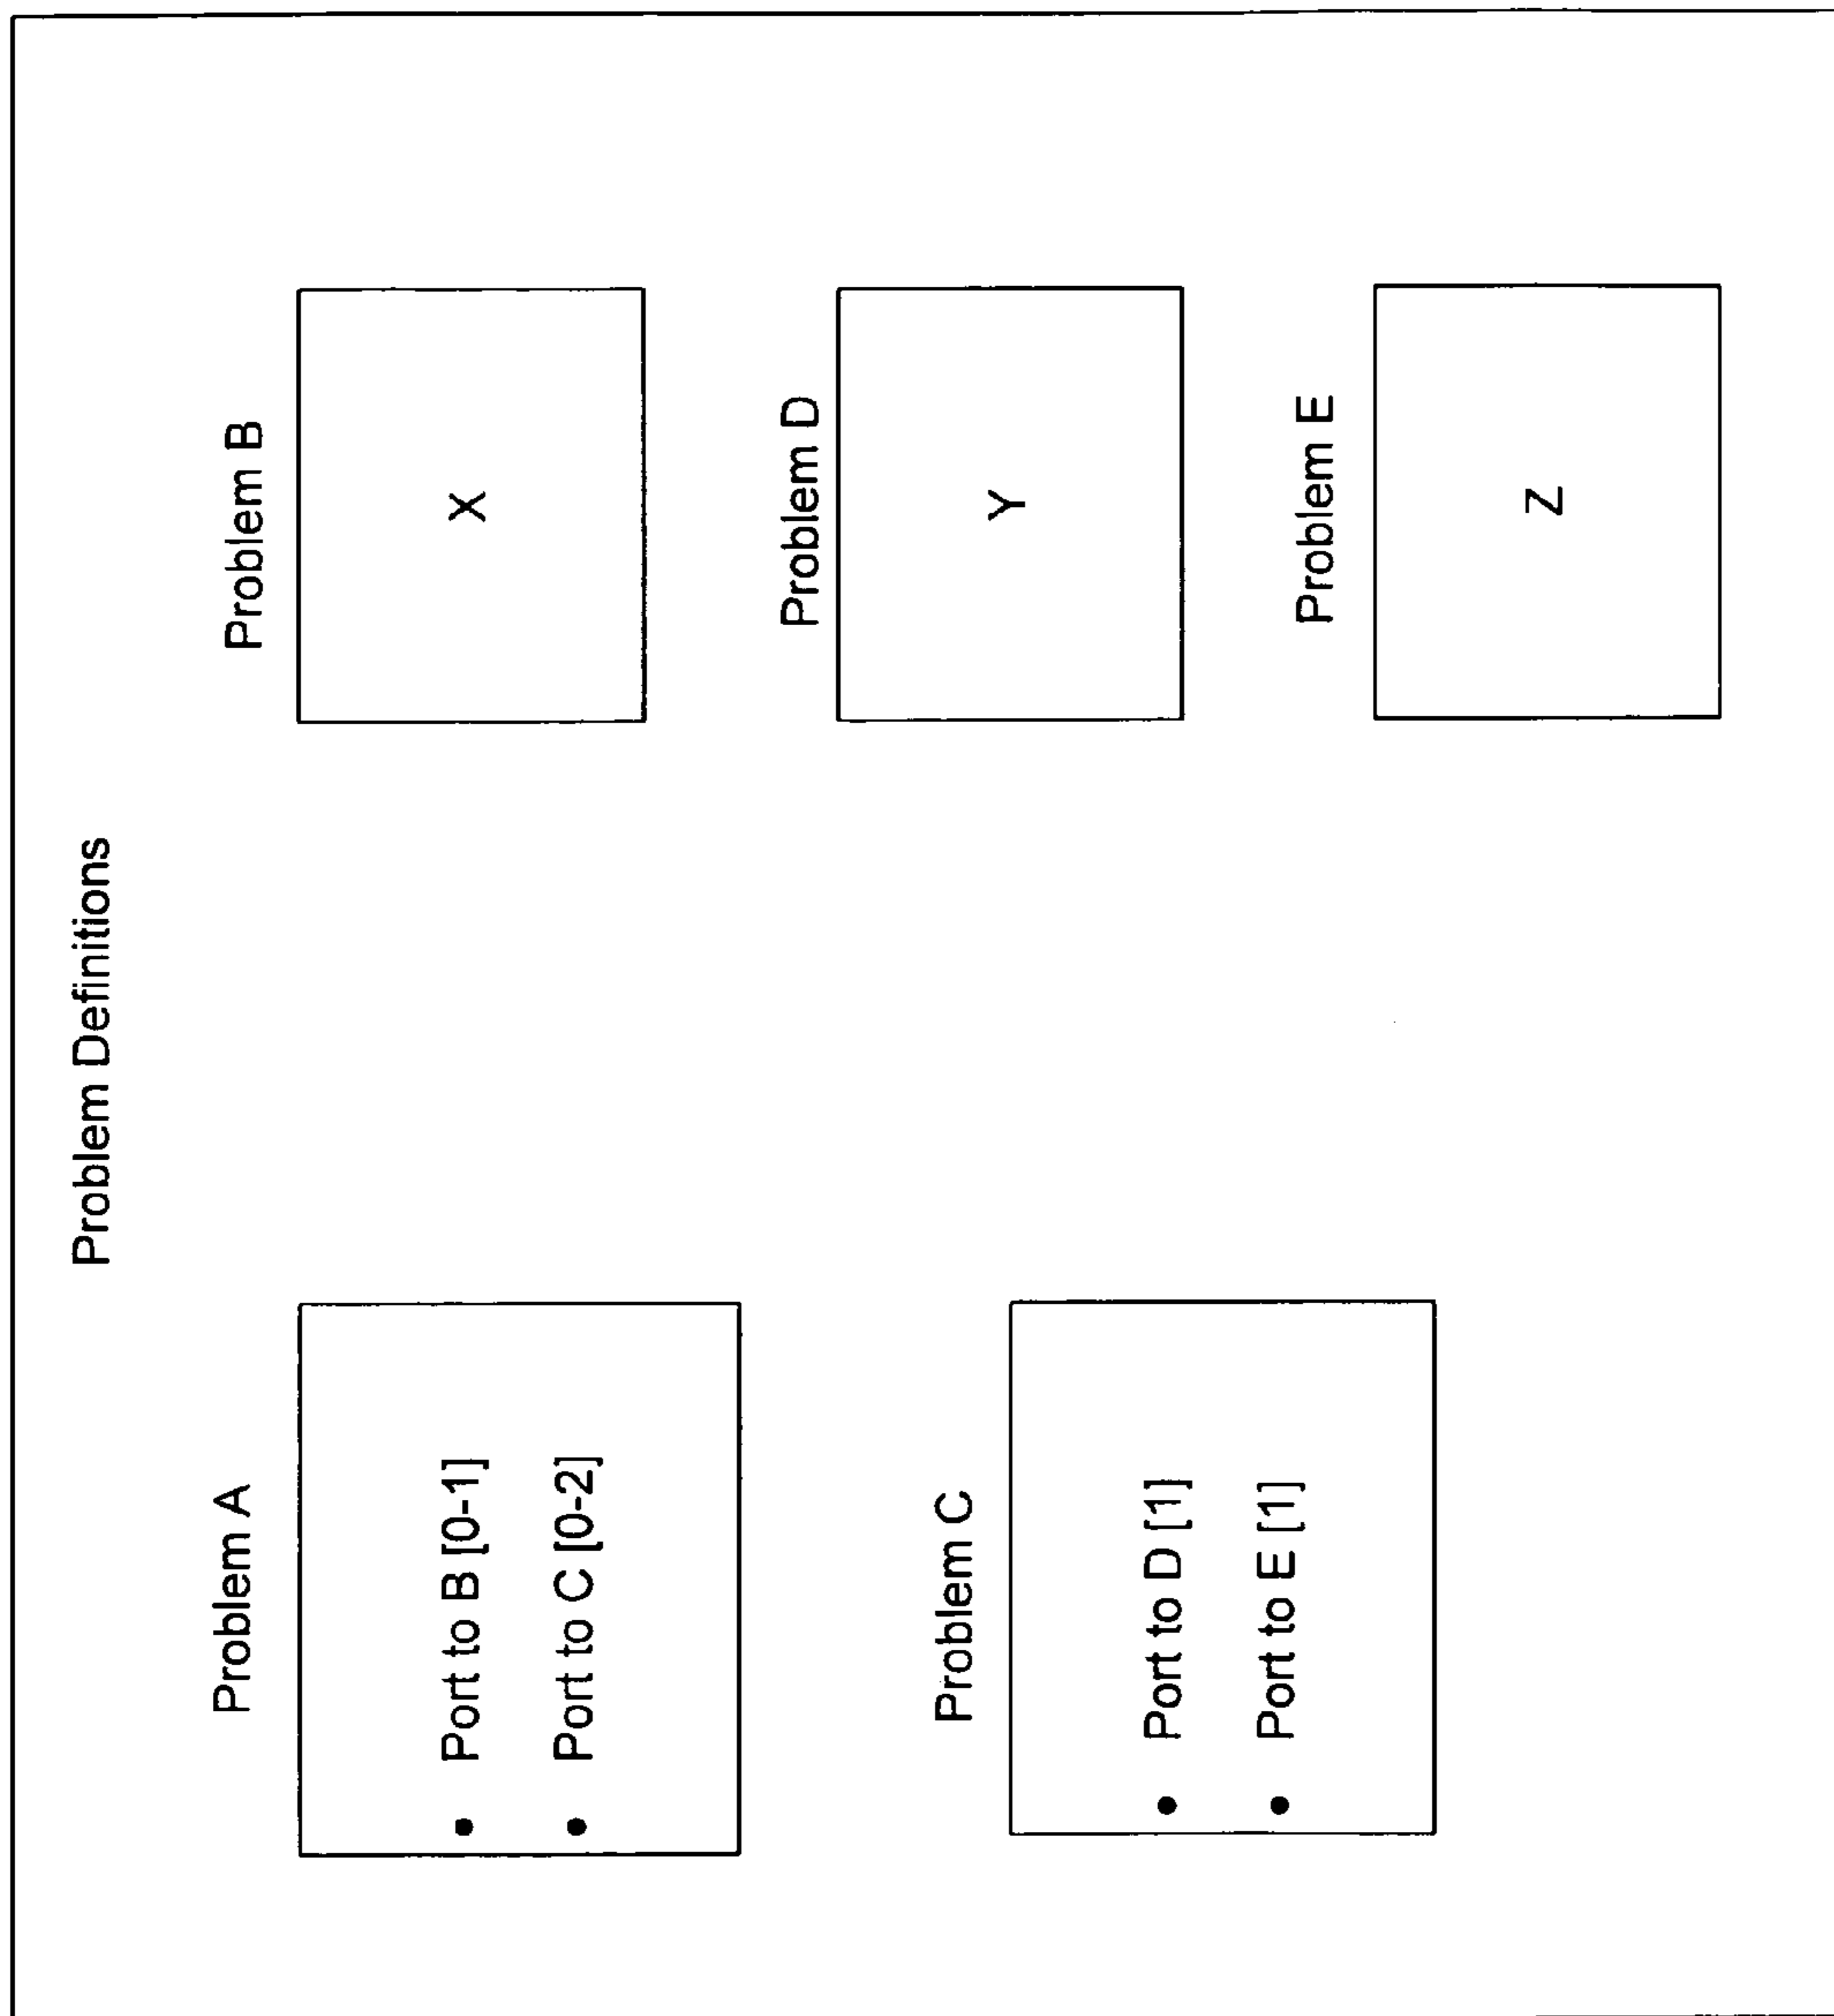 Problem Definitions
Problem A
• Port to B [0-1]
• Port to C [0-2]
Problem B
X
Problem C
• Port to D [1]
• Port to E [1]
Problem D
Y
Problem E
Z